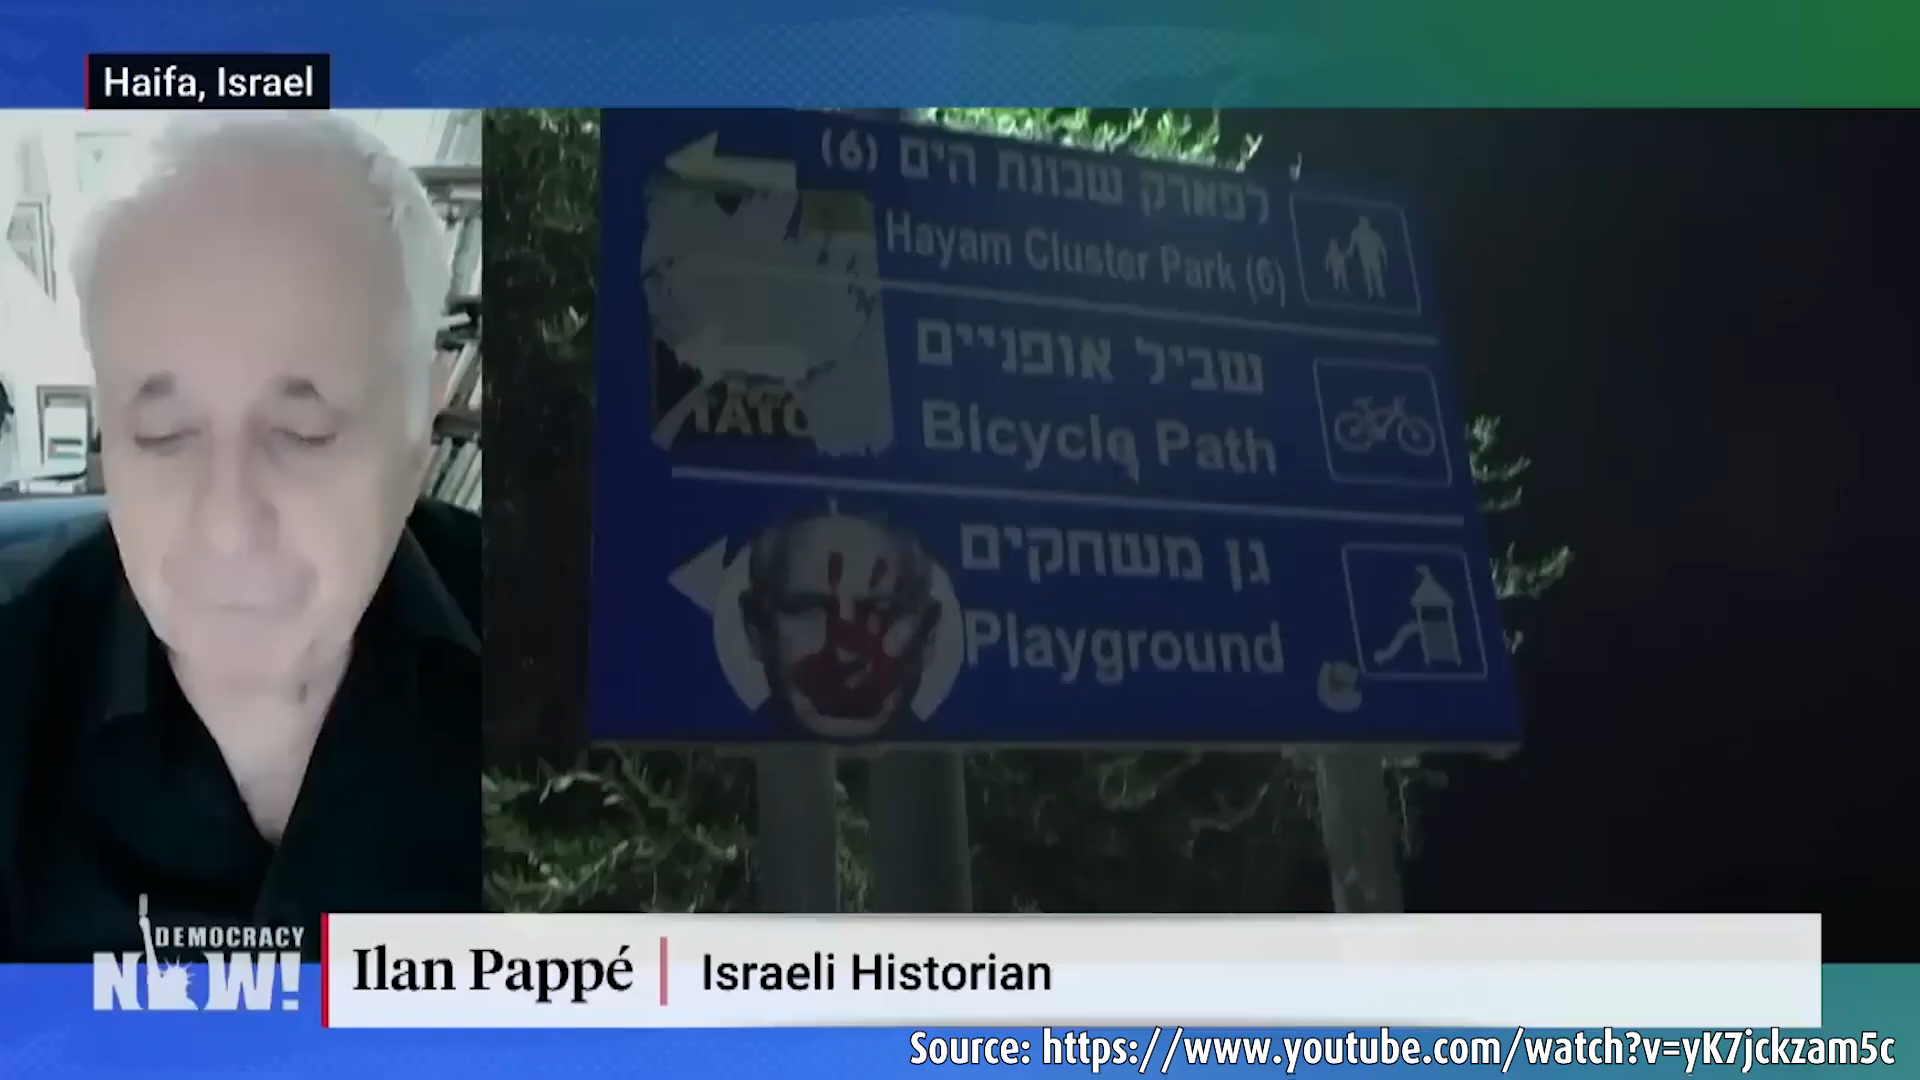 Haifa, Israel
לפארק שכונת הים (6)
Hayam Cluster Park (6)
שביל אופניים
Bicycle Path
גן משחקים
Playground
DEMOCRACY
NOW!
Ilan Pappé
Israeli Historian
Source: https://www.youtube.com/watch?v=yK7jckzam5c